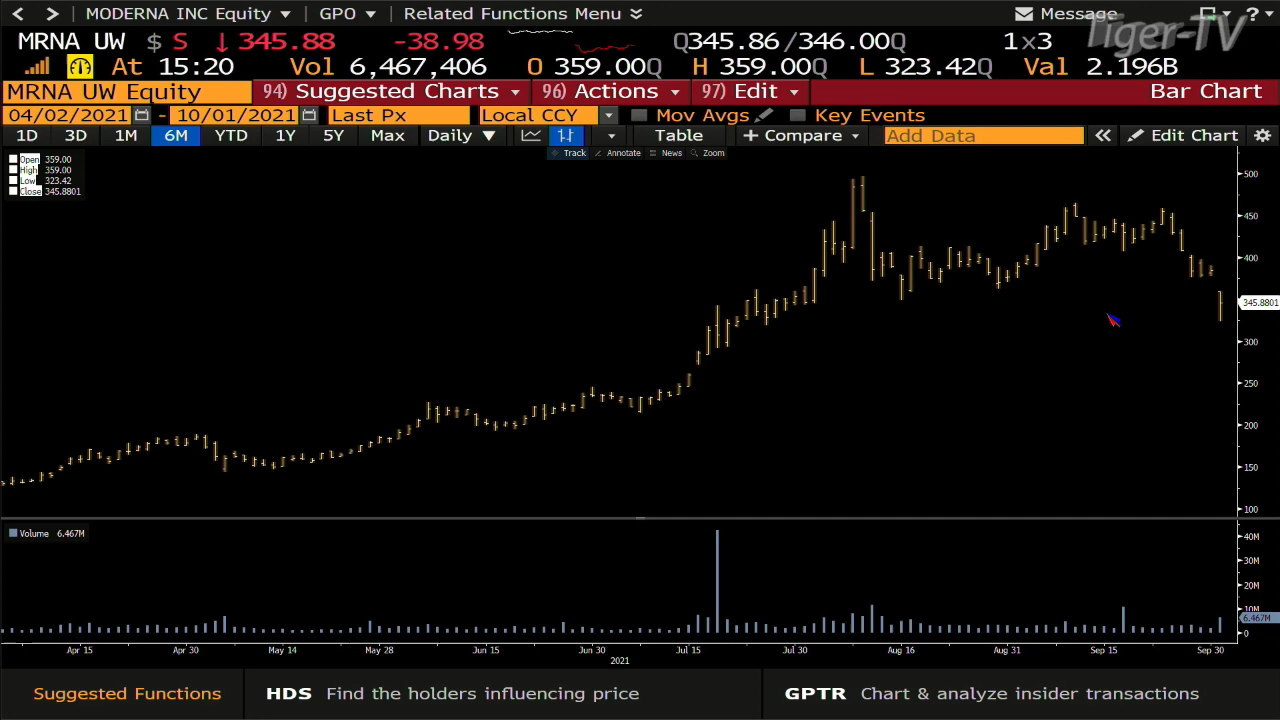 MODERNA INC Equity GPO Related Functions Menu Message ?
Tiger-TV
MRNA UW $ S ↓345.88 -38.98 Q345.86/346.00Q 1x3
At 15:20 Vol 6,467,406 O 359.00Q H 359.00Q L 323.42Q Val 2.196B
MRNA UW Equity 94) Suggested Charts 96) Actions 97) Edit Bar Chart
04/02/2021 - 10/01/2021 Last Px Local CCY Mov Avgs Key Events
1D 3D 1M 6M YTD 1Y 5Y Max Daily ▼ Table + Compare Add Data « Edit Chart
Track Annotate News Zoom
Open 359.00
High 359.00
Low 323.42
Close 345.8801
500
450
400
345.8801
300
250
200
150
100
Volume 6.467M
40M
30M
20M
10M
6.467M
0
Apr 15 Apr 30 May 14 May 28 Jun 15 Jun 30 Jul 15 Jul 30 Aug 16 Aug 31 Sep 15 Sep 30
2021
Suggested Functions HDS Find the holders influencing price GPTR Chart & analyze insider transactions